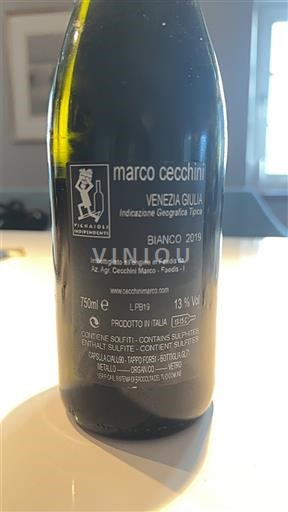 marco cecchini
VENEZIA GIULIA
Indicazione Geografica Tipica
VIGNAIOLI
INDIPENDENTI
BIANCO 2019
VINIOU
Az. Agr. Cecchini Marco - Faedis - I
www.cecchinimarco.com
750ml e LPB19 13 % Vol
PRODOTTO IN ITALIA
CONTIENE SOLFITI - CONTAINS SULPHITES
ENTHALT SULFITE - CONTIENT SULFITES
CAPSULA C/ALU90 - TAPPO FOR51 - BOTTIGLIA GL71
METALLO ORGANICO VETRO